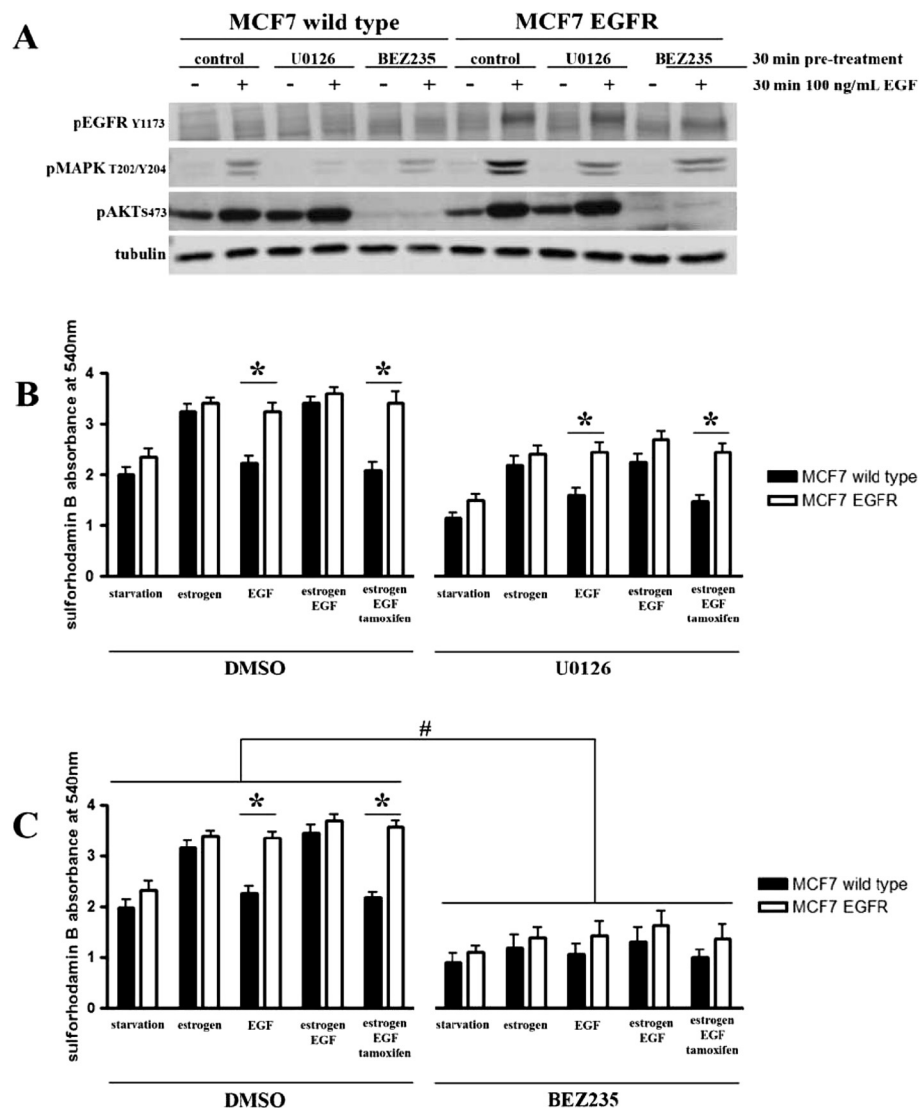 A
MCF7 wild type MCF7 EGFR
control U0126 BEZ235 control U0126 BEZ235 30 min pre-treatment
- + - + - + - + - + - + 30 min 100 ng/mL EGF
pEGFR Y1173
pMAPK T202/Y204
pAKTS473
tubulin
B
sulforhodamin B absorbance at 540nm
4
3
2
1
0
* * * *
starvation estrogen EGF estrogen EGF estrogen EGF tamoxifen
starvation estrogen EGF estrogen EGF estrogen EGF tamoxifen
DMSO U0126
MCF7 wild type
MCF7 EGFR
C
#
sulforhodamin B absorbance at 540nm
4
3
2
1
0
* *
starvation estrogen EGF estrogen EGF estrogen EGF tamoxifen
starvation estrogen EGF estrogen EGF estrogen EGF tamoxifen
DMSO BEZ235
MCF7 wild type
MCF7 EGFR